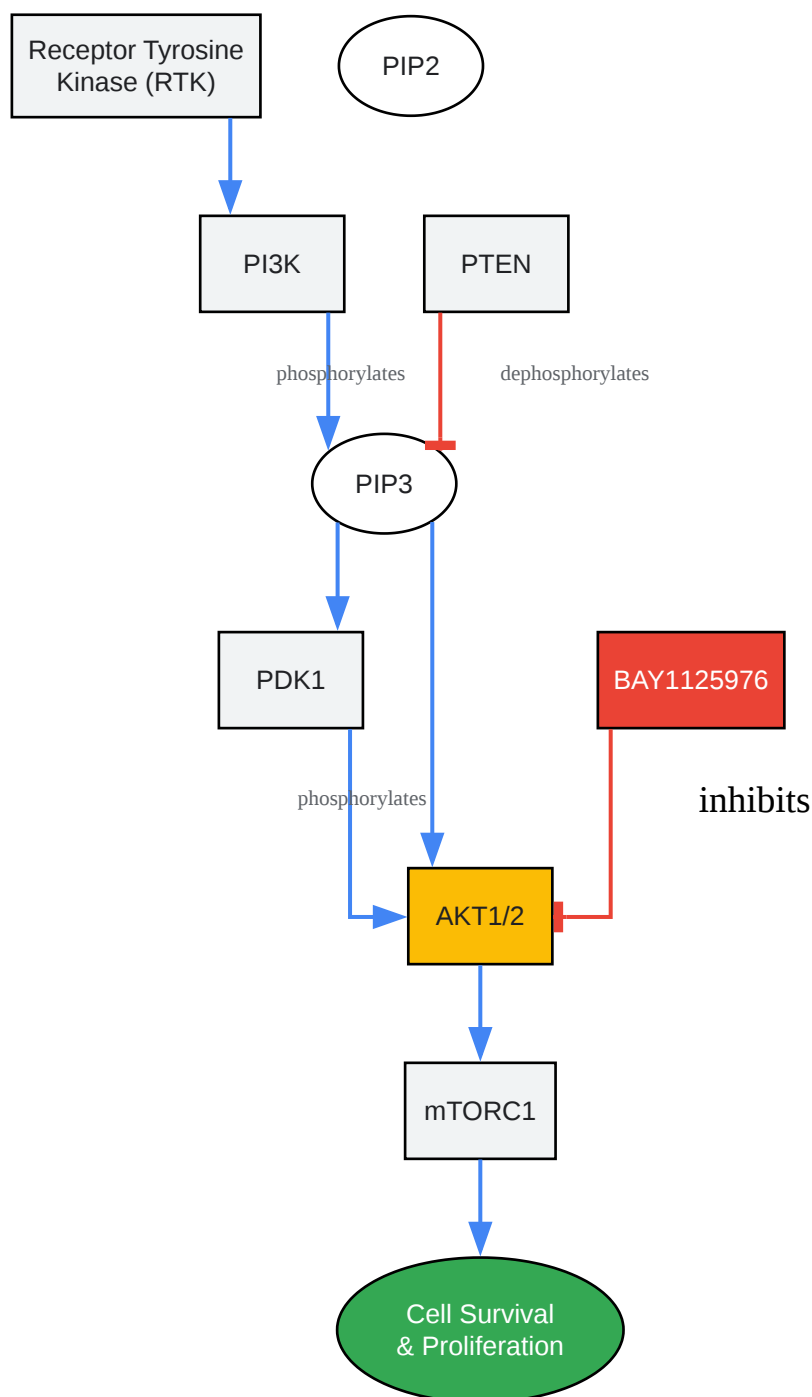 Receptor Tyrosine
Kinase (RTK)
PIP2
PI3K
PTEN
phosphorylates
dephosphorylates
PIP3
PDK1
BAY1125976
phosphorylates
inhibits
AKT1/2
mTORC1
Cell Survival
& Proliferation